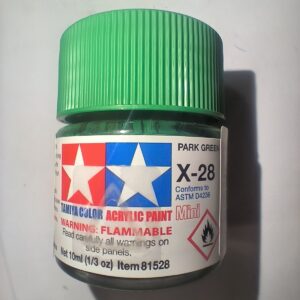 PARK GREEN
X-28
Conforms to
ASTM D4236
TAMIYA COLOR ACRYLIC PAINT Mini
WARNING: FLAMMABLE
Read carefully all warnings on
side panels.
Net 10ml (1/3 oz) Item 81528